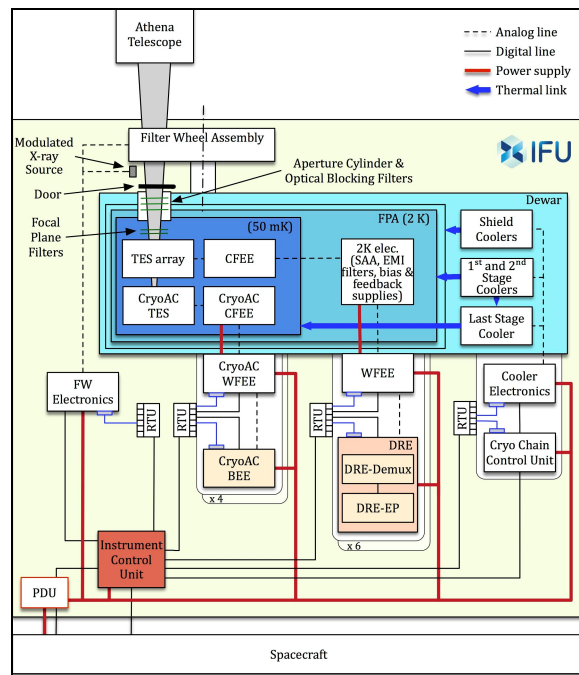 Athena
Telescope
Analog line
Digital line
Power supply
Thermal link
Filter Wheel Assembly
X-IFU
Modulated
X-ray
Source
Aperture Cylinder &
Optical Blocking Filters
Door
Dewar
Focal
Plane
Filters
(50 mK)
FPA (2 K)
Shield
Coolers
TES array
CFEE
2K elec.
(SAA, EMI
filters, bias &
feedback
supplies)
1st and 2nd
Stage
Coolers
CryoAC
TES
CryoAC
CFEE
Last Stage
Cooler
FW
Electronics
RTU
RTU
CryoAC
WFEE
RTU
WFEE
RTU
Cooler
Electronics
CryoAC
BEE
x 4
DRE
DRE-Demux
DRE-EP
x 6
Cryo Chain
Control Unit
Instrument
Control
Unit
PDU
Spacecraft